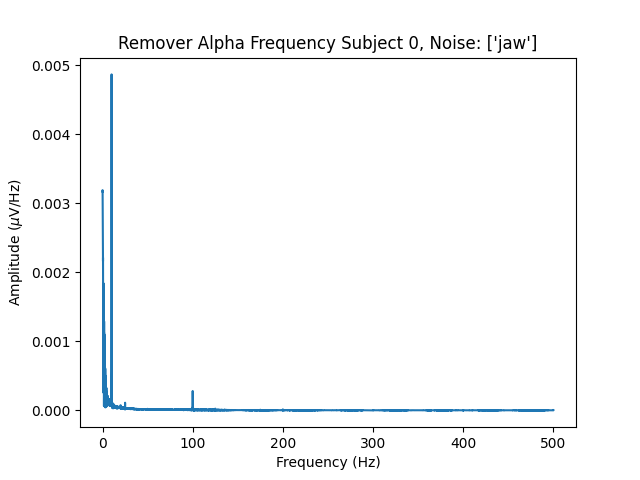 Remover Alpha Frequency Subject 0, Noise: ['jaw']
0.005
0.004
0.003
0.002
0.001
0.000
Amplitude (μV/Hz)
0 100 200 300 400 500
Frequency (Hz)